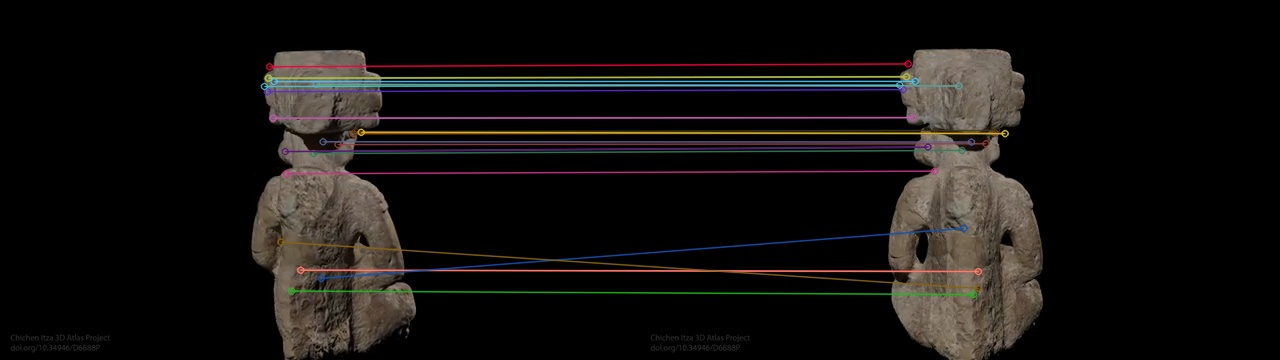 Chichen Itza 3D Atlas Project
doi.org/10.34946/D6B88P
Chichen Itza 3D Atlas Project
doi.org/10.34946/D6B88P